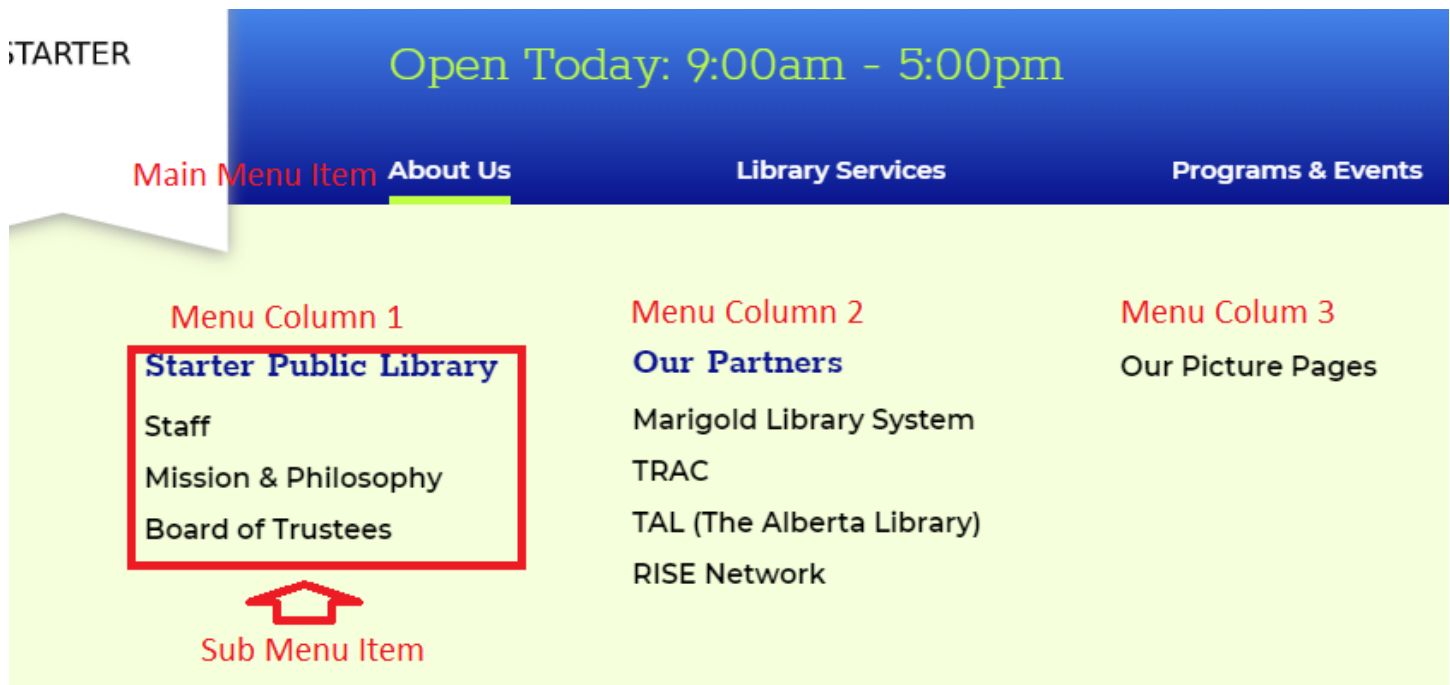 STARTER
Open Today: 9:00am - 5:00pm
Main Menu Item About Us Library Services Programs & Events
Menu Column 1 Menu Column 2 Menu Colum 3
Starter Public Library Our Partners Our Picture Pages
Staff Marigold Library System
Mission & Philosophy TRAC
Board of Trustees TAL (The Alberta Library)
RISE Network
Sub Menu Item